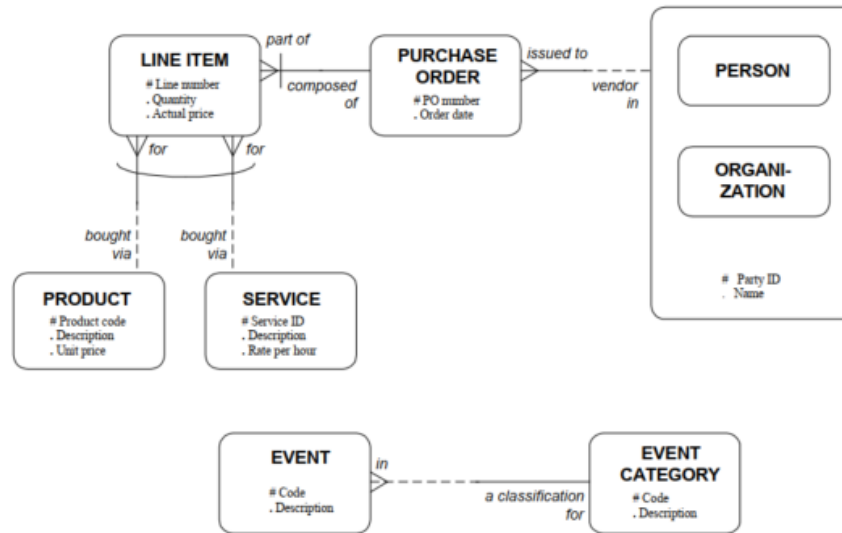 LINE ITEM
# Line number
. Quantity
. Actual price
part of
composed
of
PURCHASE
ORDER
# PO number
. Order date
issued to
vendor
in
PERSON
ORGANI-
ZATION
# Party ID
. Name
for
for
bought
via
bought
via
PRODUCT
# Product code
. Description
. Unit price
SERVICE
# Service ID
. Description
. Rate per hour
EVENT
# Code
. Description
in
a classification
for
EVENT
CATEGORY
# Code
. Description